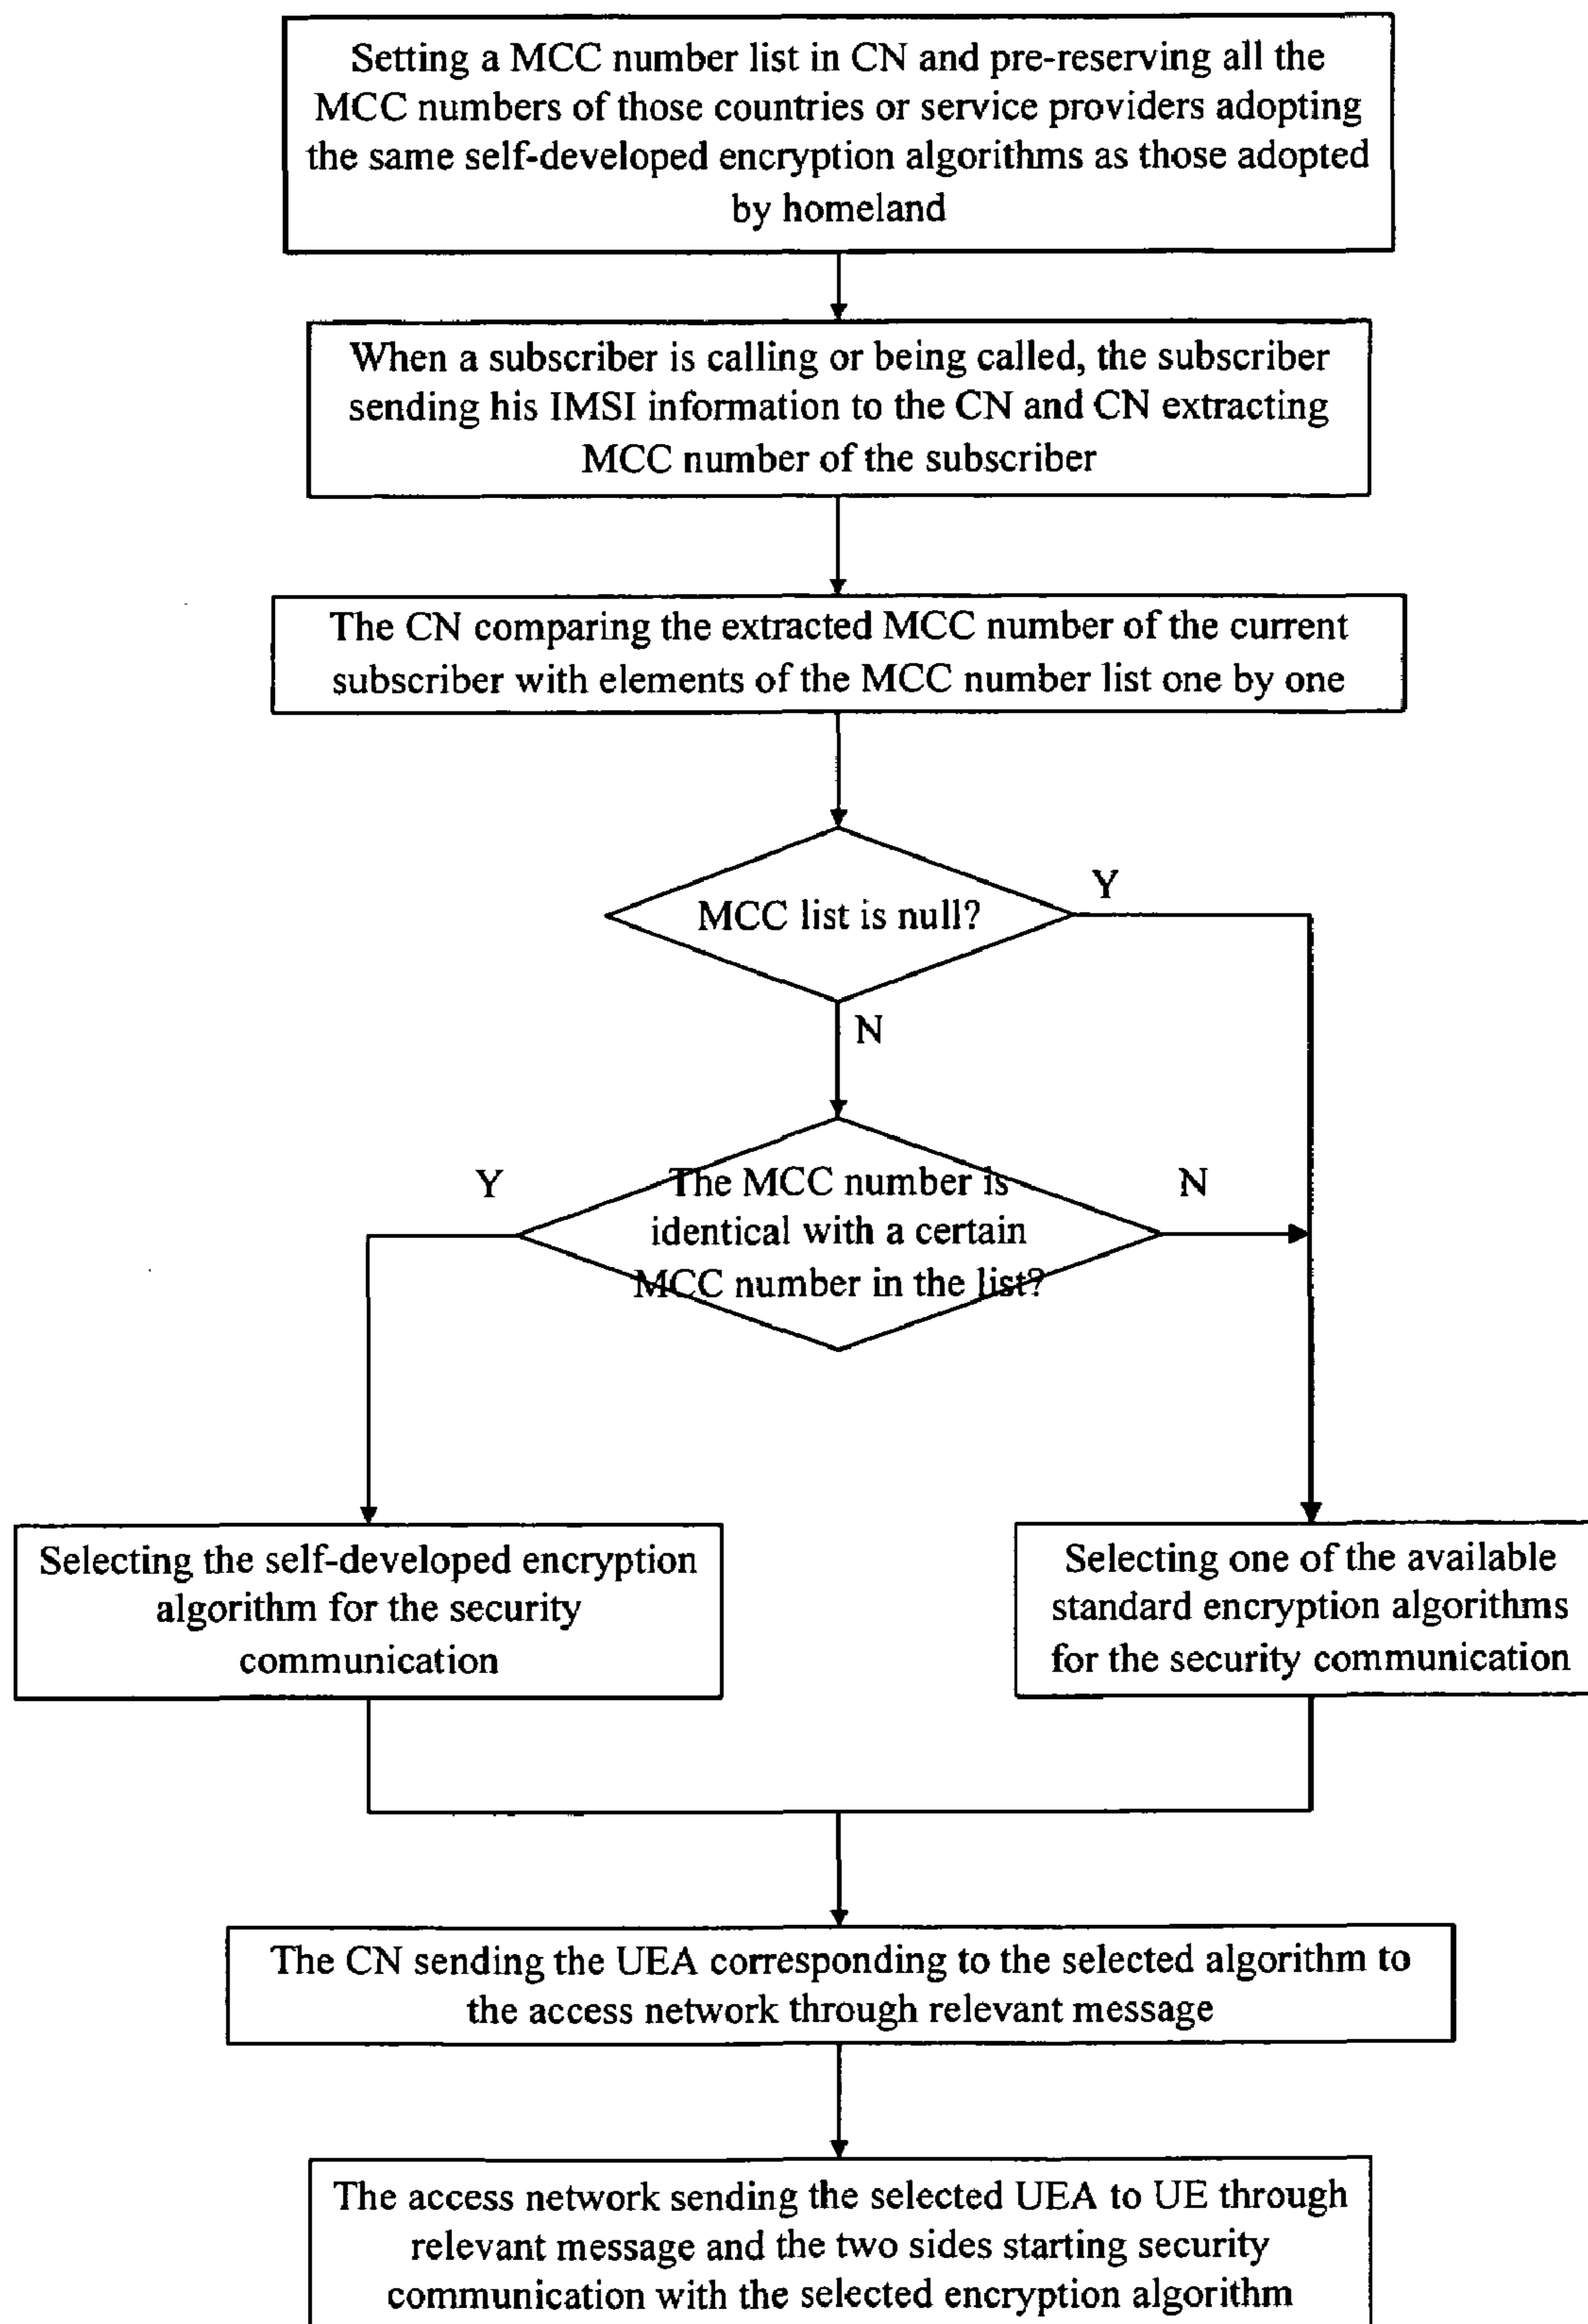 Setting a MCC number list in CN and pre-reserving all the
MCC numbers of those countries or service providers adopting
the same self-developed encryption algorithms as those adopted
by homeland
When a subscriber is calling or being called, the subscriber
sending his IMSI information to the CN and CN extracting
MCC number of the subscriber
The CN comparing the extracted MCC number of the current
subscriber with elements of the MCC number list one by one
MCC list is null?
Y
N
Y
The MCC number is
identical with a certain
MCC number in the list?
N
Selecting the self-developed encryption
algorithm for the security
communication
Selecting one of the available
standard encryption algorithms
for the security communication
The CN sending the UEA corresponding to the selected algorithm to
the access network through relevant message
The access network sending the selected UEA to UE through
relevant message and the two sides starting security
communication with the selected encryption algorithm